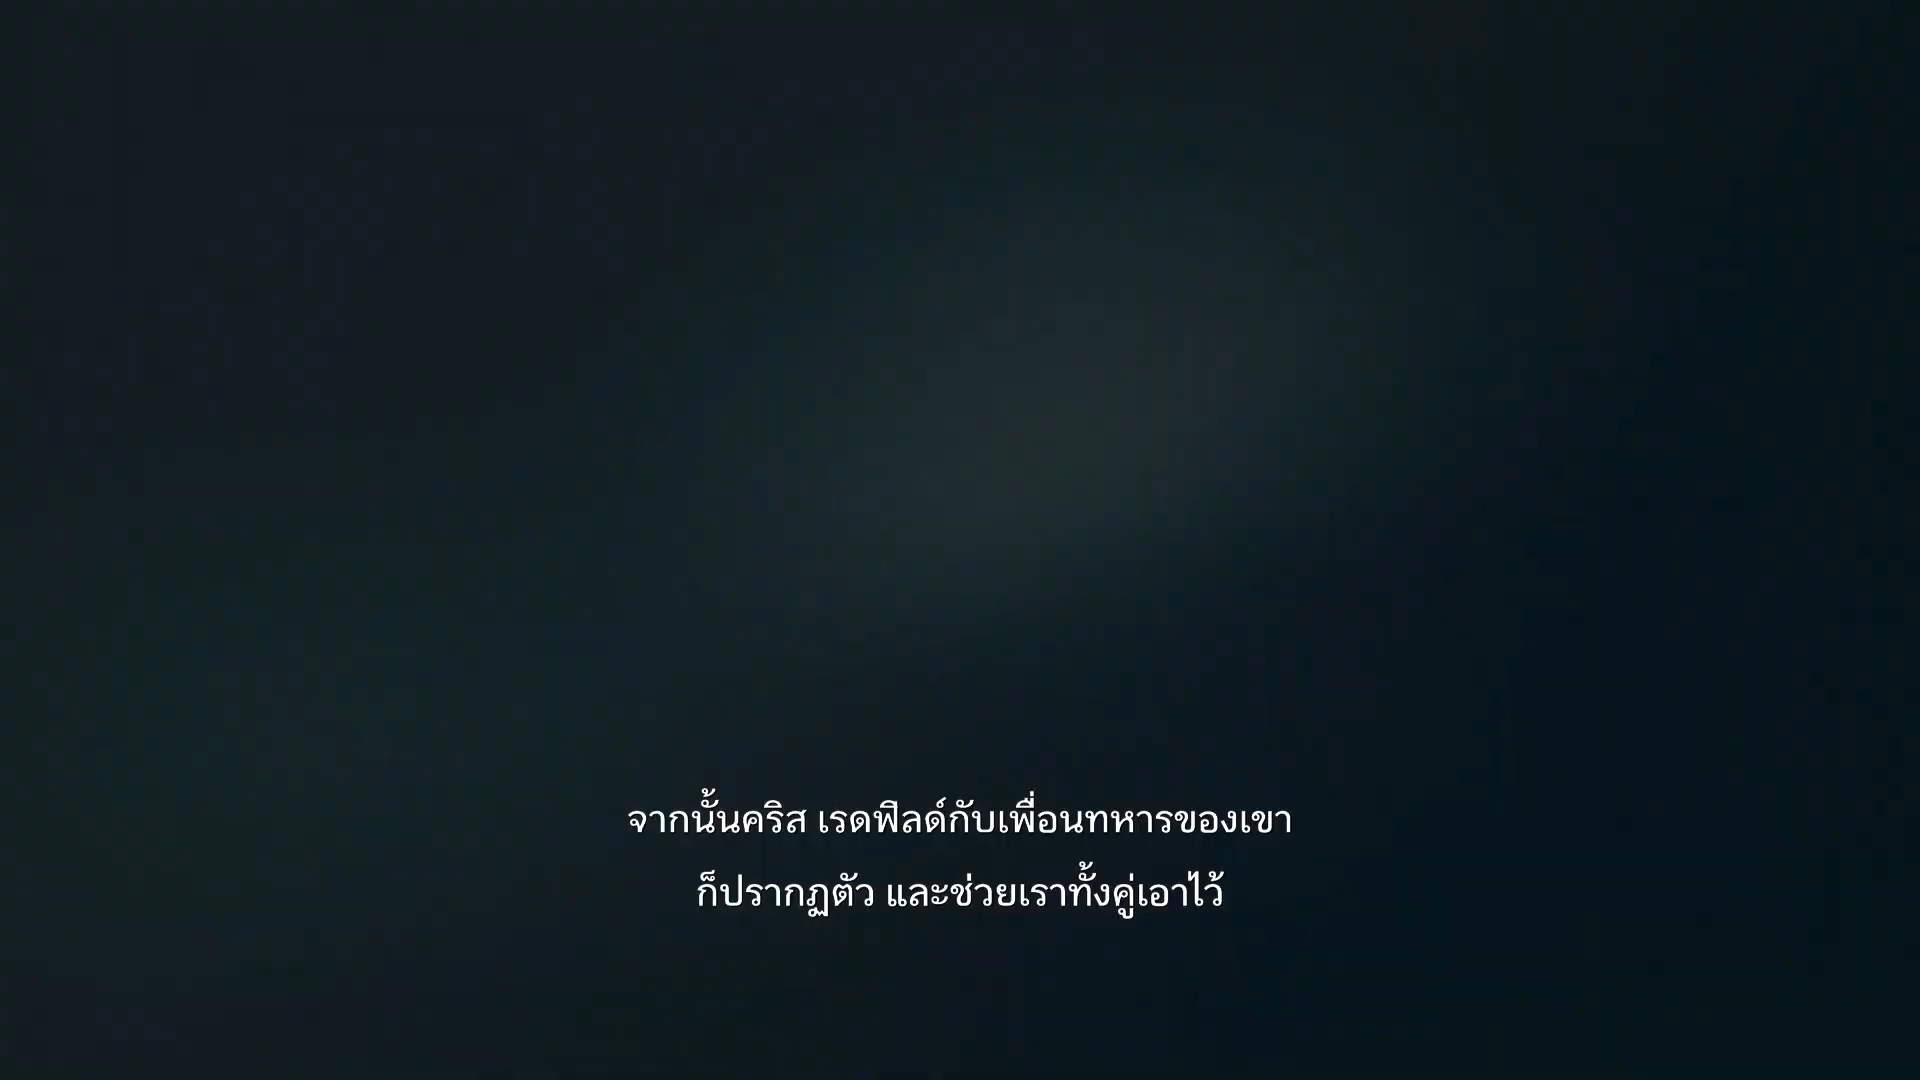 จากนั้นคริส เรดฟิลด์กับเพื่อนทหารของเขา
ก็ปรากฏตัว และช่วยเราทั้งคู่เอาไว้